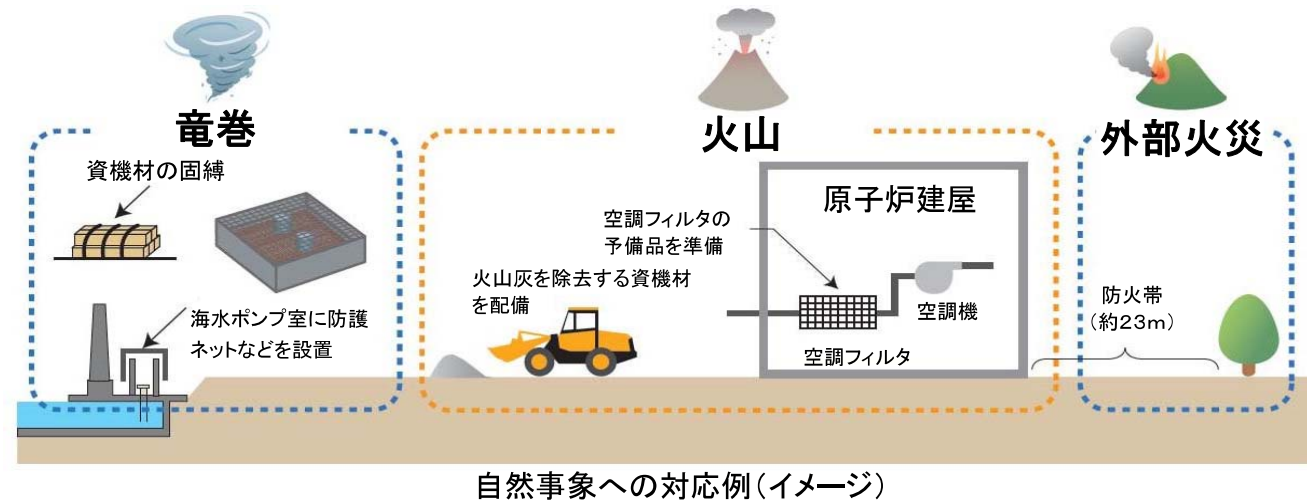 竜巻
資機材の固縛
海水ポンプ室に防護
ネットなどを設置
火山
火山灰を除去する資機材
を配備
原子炉建屋
空調フィルタの
予備品を準備
空調機
空調フィルタ
外部火災
防火帯
(約23m)
自然事象への対応例(イメージ)